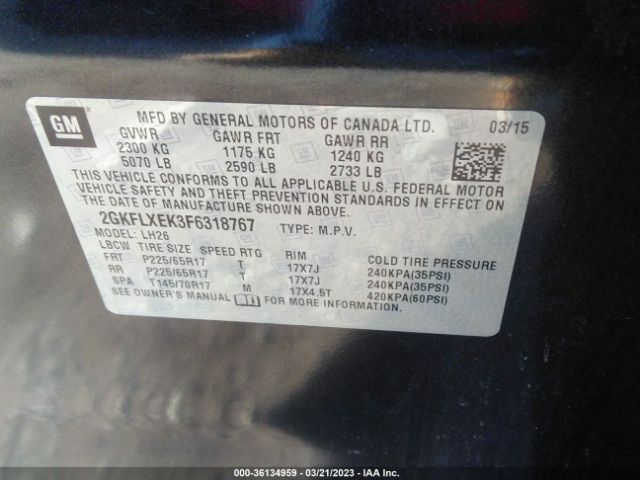 GM
MFD BY GENERAL MOTORS OF CANADA LTD. 03/15
GVWR GAWR FRT GAWR RR
2300 KG 1175 KG 1240 KG
5070 LB 2590 LB 2733 LB
THIS VEHICLE CONFORMS TO ALL APPLICABLE U.S. FEDERAL MOTOR
VEHICLE SAFETY AND THEFT PREVENTION STANDARDS IN EFFECT ON
THE DATE OF MANUFACTURE SHOWN ABOVE.
2GKFLXEK3F6318767 TYPE: M.P.V.
MODEL: LH26
LBCW TIRE SIZE SPEED RTG RIM COLD TIRE PRESSURE
FRT P225/65R17 T 17X7J 240KPA(35PSI)
RR P225/65R17 T 17X7J 240KPA(35PSI)
SPA T145/70R17 M 17X4.5T 420KPA(60PSI)
SEE OWNER'S MANUAL FOR ADDITIONAL INFORMATION.
000-36134959 — 03/21/2023 — IAA Inc.